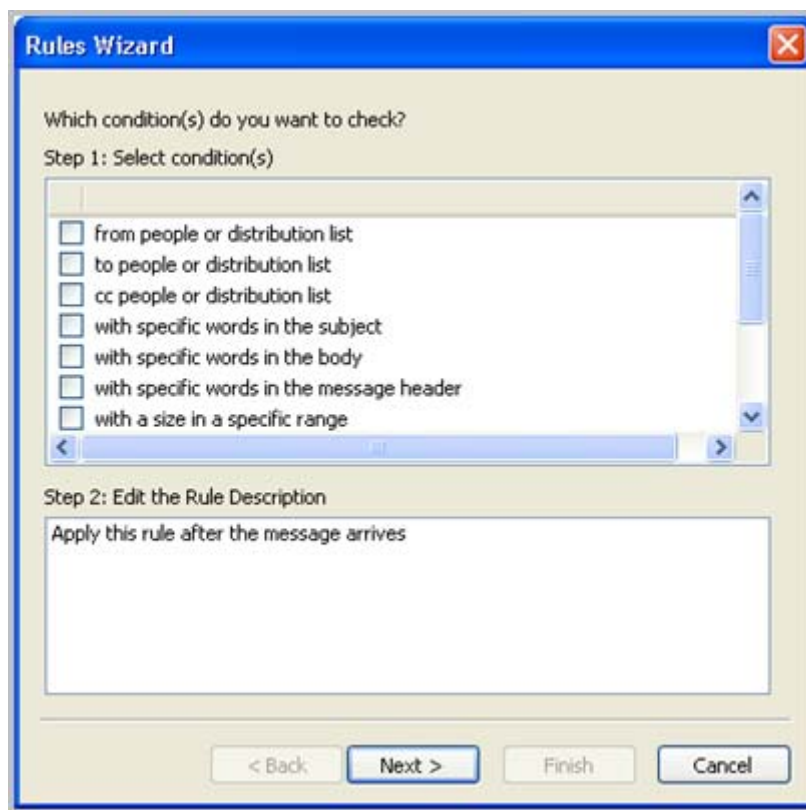 Rules Wizard
Which condition(s) do you want to check?
Step 1: Select condition(s)
from people or distribution list
to people or distribution list
cc people or distribution list
with specific words in the subject
with specific words in the body
with specific words in the message header
with a size in a specific range
Step 2: Edit the Rule Description
Apply this rule after the message arrives
< Back Next > Finish Cancel